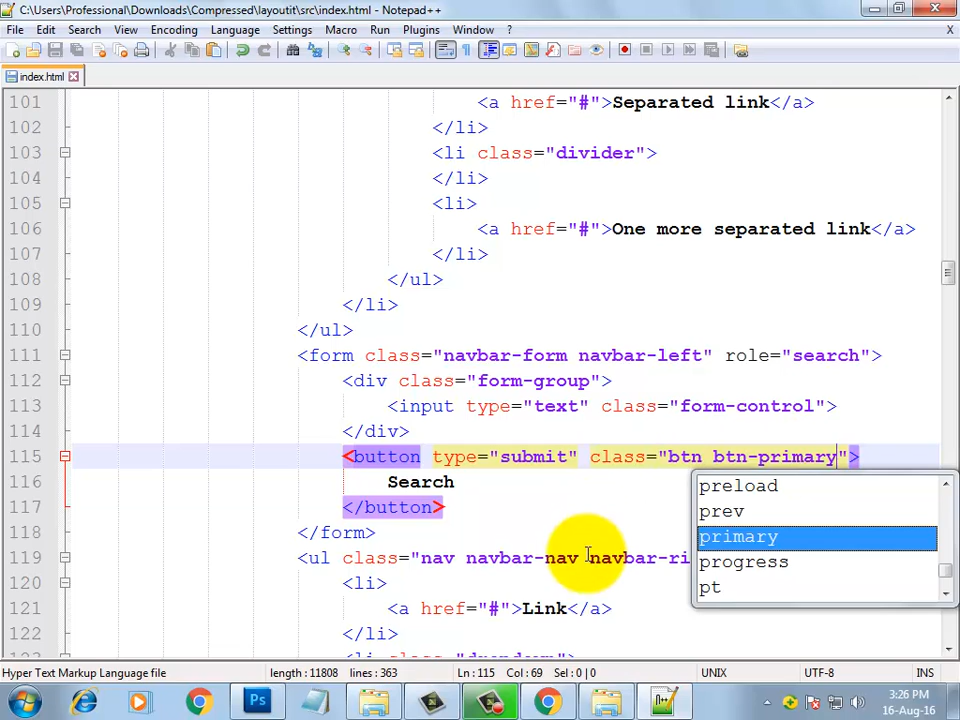 C:\Users\Professional\Downloads\Compressed\layoutit\src\index.html - Notepad++
File Edit Search View Encoding Language Settings Macro Run Plugins Window ? X
index.html
101 <a href="#">Separated link</a>
102 </li>
103 <li class="divider">
104 </li>
105 <li>
106 <a href="#">One more separated link</a>
107 </li>
108 </ul>
109 </li>
110 </ul>
111 <form class="navbar-form navbar-left" role="search">
112 <div class="form-group">
113 <input type="text" class="form-control">
114 </div>
115 <button type="submit" class="btn btn-primary">
116 Search
117 </button>
118 </form>
119 <ul class="nav navbar-nav navbar-ri
120 <li>
121 <a href="#">Link</a>
122 </li>
123 <li class="dropdown">
preload
prev
primary
progress
pt
Hyper Text Markup Language file length : 11808 lines : 363 Ln : 115 Col : 69 Sel : 0 | 0 UNIX UTF-8 INS
Ps
3:26 PM
16-Aug-16